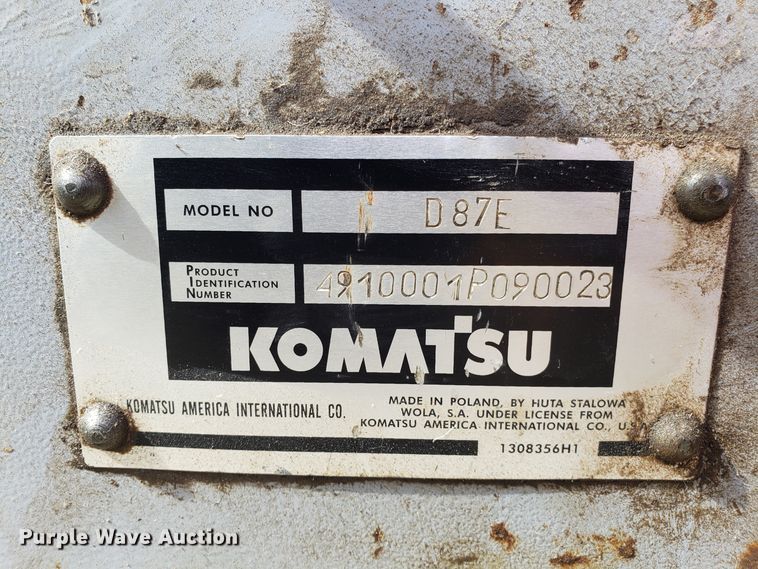 MODEL NO D87E
PRODUCT
IDENTIFICATION
NUMBER
4910001P090023
KOMATSU
KOMATSU AMERICA INTERNATIONAL CO.
MADE IN POLAND, BY HUTA STALOWA
WOLA, S.A. UNDER LICENSE FROM
KOMATSU AMERICA INTERNATIONAL CO., U.S.A
1308356H1
Purple Wave Auction